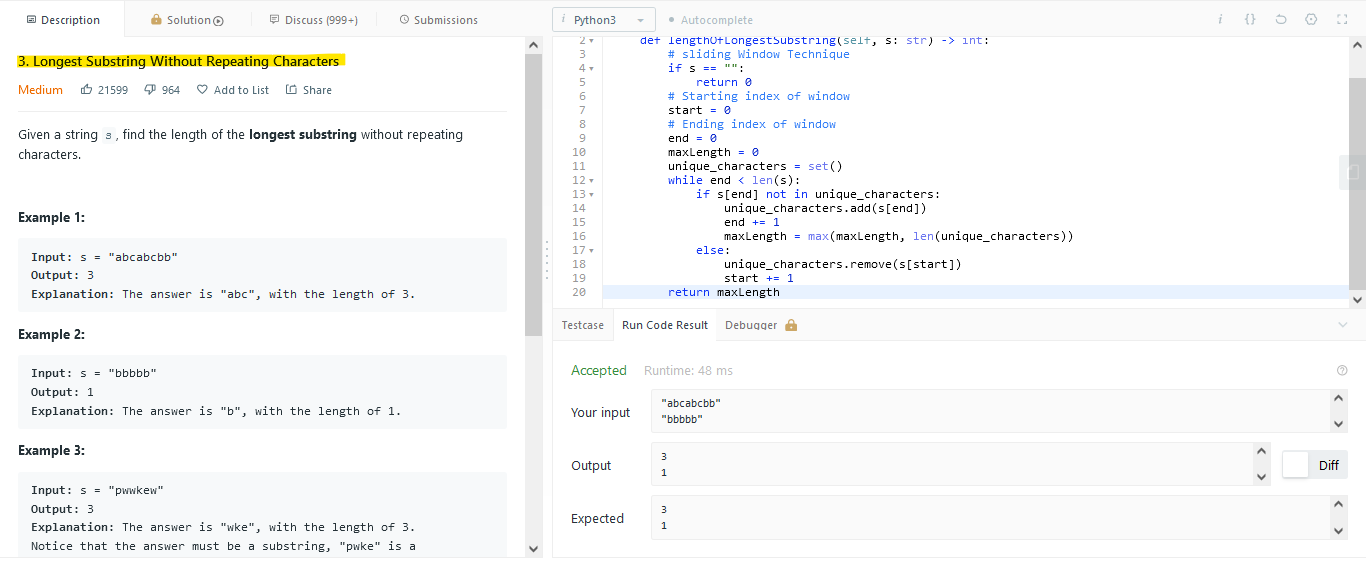 Description
Solution
Discuss (999+)
Submissions
3. Longest Substring Without Repeating Characters
Medium 21599 964 Add to List Share
Given a string s, find the length of the longest substring without repeating
characters.
Example 1:
Input: s = "abcabcbb"
Output: 3
Explanation: The answer is "abc", with the length of 3.
Example 2:
Input: s = "bbbbb"
Output: 1
Explanation: The answer is "b", with the length of 1.
Example 3:
Input: s = "pwwkew"
Output: 3
Explanation: The answer is "wke", with the length of 3.
Notice that the answer must be a substring, "pwke" is a
i Python3 Autocomplete
i {}
2 def lengthOfLongestSubstring(self, s: str) -> int:
3 # sliding Window Technique
4 if s == "":
5 return 0
6 # Starting index of window
7 start = 0
8 # Ending index of window
9 end = 0
10 maxLength = 0
11 unique_characters = set()
12 while end < len(s):
13 if s[end] not in unique_characters:
14 unique_characters.add(s[end])
15 end += 1
16 maxLength = max(maxLength, len(unique_characters))
17 else:
18 unique_characters.remove(s[start])
19 start += 1
20 return maxLength
Testcase Run Code Result Debugger
Accepted Runtime: 48 ms
Your input
"abcabcbb"
"bbbbb"
Output
3
1
Diff
Expected
3
1